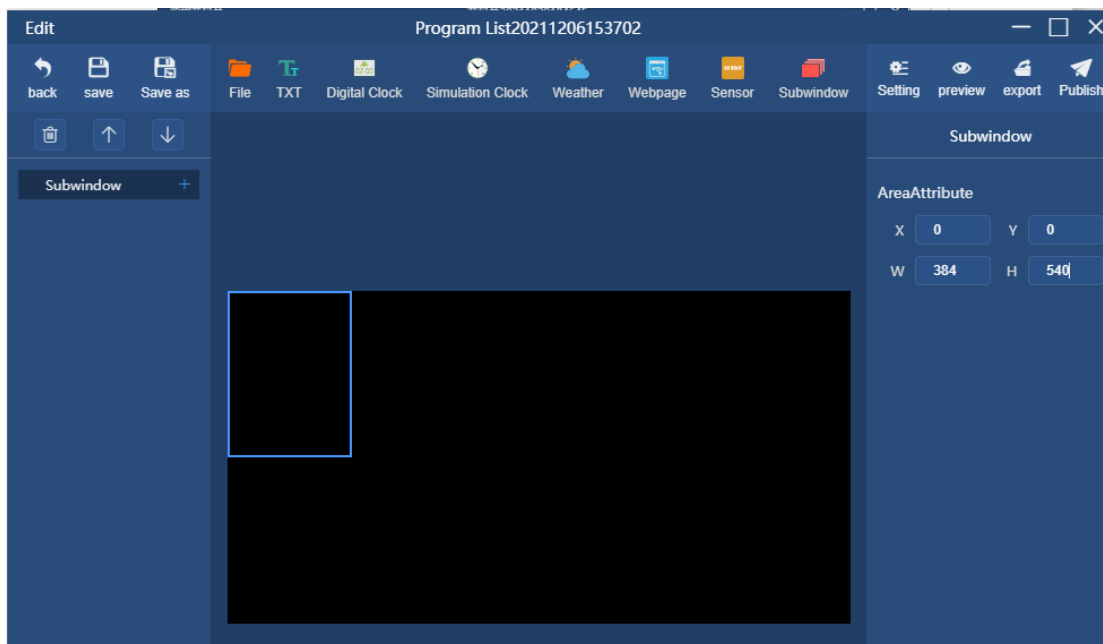 Edit Program List20211206153702
back save Save as File TXT Digital Clock Simulation Clock Weather Webpage Sensor Subwindow Setting preview export Publish
Subwindow
Subwindow +
AreaAttribute
X 0 Y 0
W 384 H 540